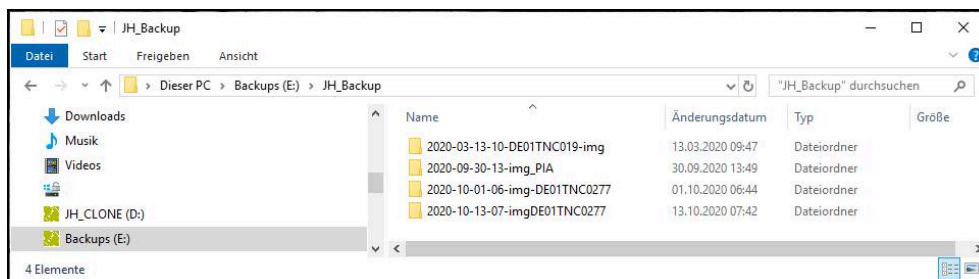 JH_Backup
Datei Start Freigeben Ansicht
Dieser PC > Backups (E:) > JH_Backup "JH_Backup" durchsuchen
Downloads
Musik
Videos
JH_CLONE (D:)
Backups (E:)
Name Änderungsdatum Typ Größe
2020-03-13-10-DE01TNC019-img 13.03.2020 09:47 Dateiordner
2020-09-30-13-img_PIA 30.09.2020 13:49 Dateiordner
2020-10-01-06-img-DE01TNC0277 01.10.2020 06:44 Dateiordner
2020-10-13-07-imgDE01TNC0277 13.10.2020 07:42 Dateiordner
4 Elemente